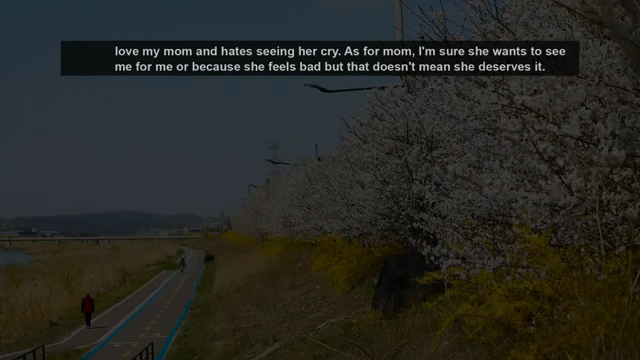 love my mom and hates seeing her cry. As for mom, I'm sure she wants to see
me for me or because she feels bad but that doesn't mean she deserves it.